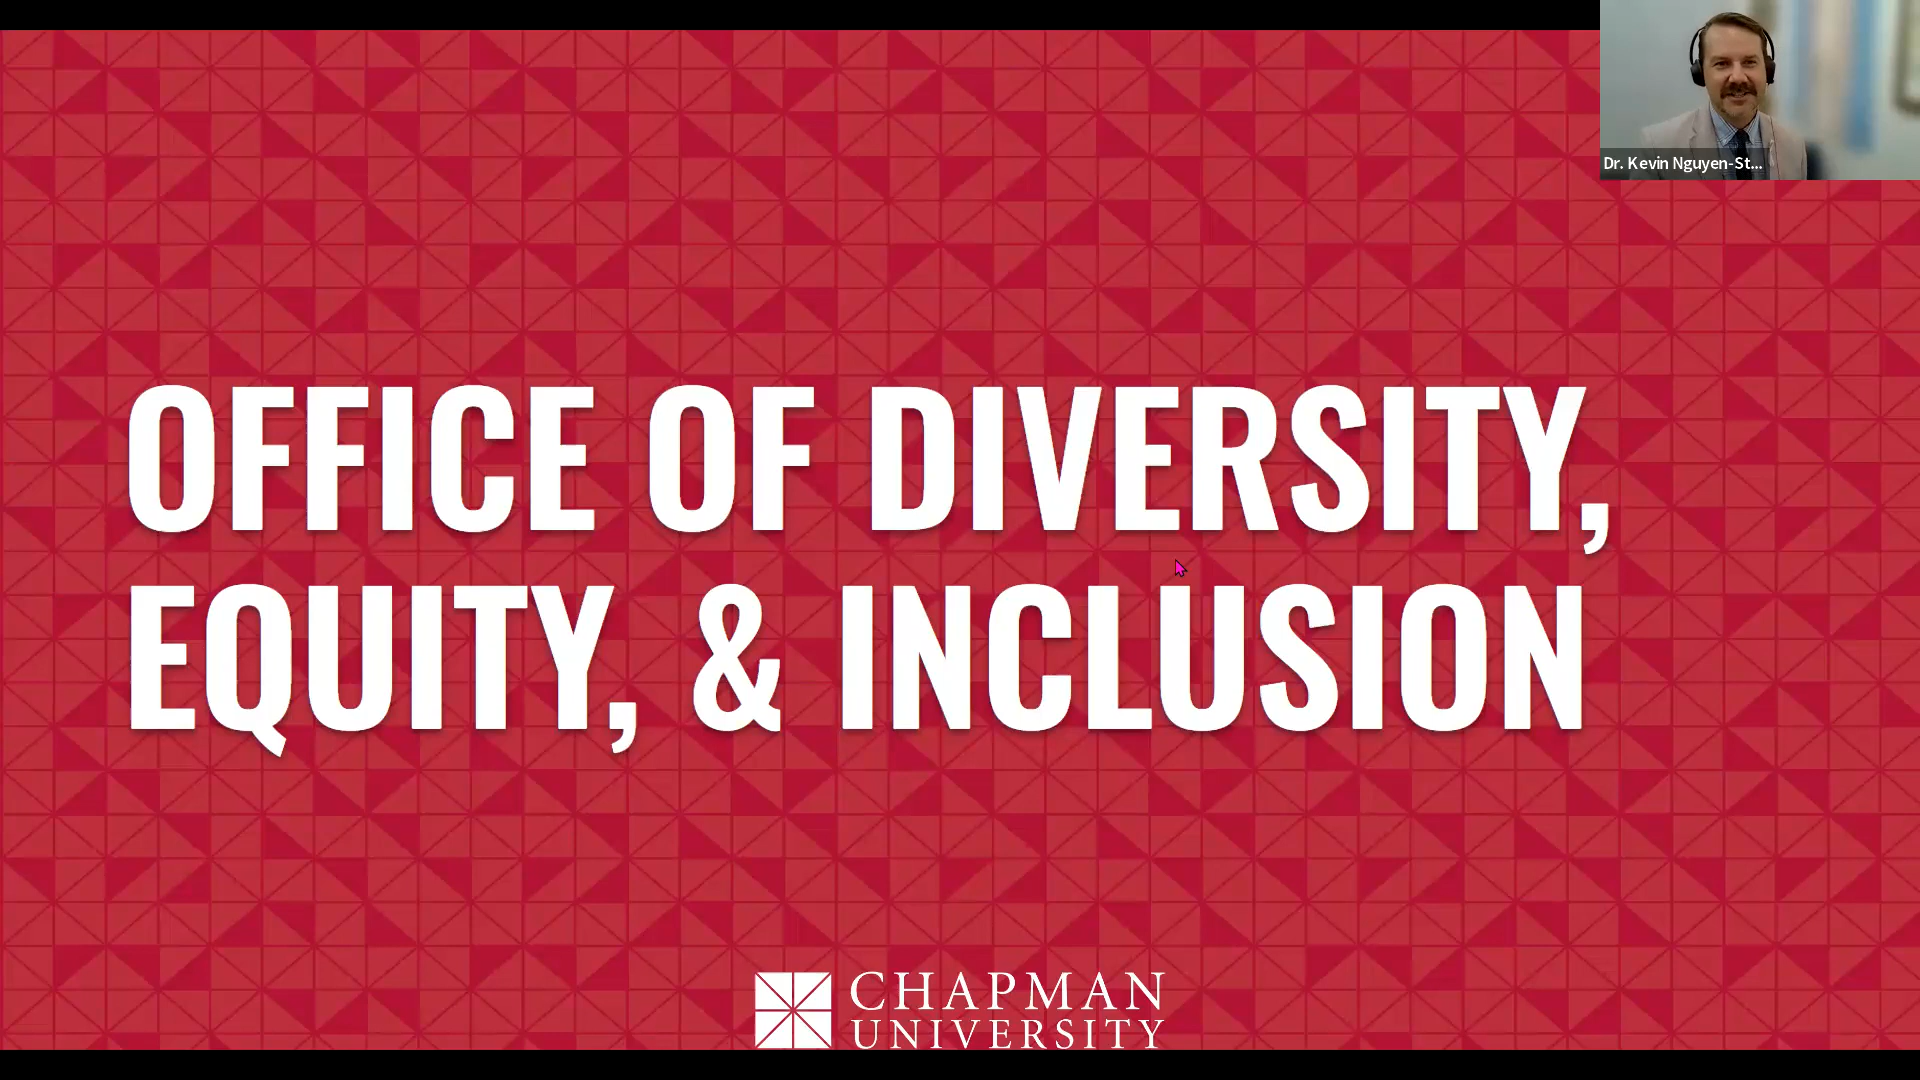 Dr. Kevin Nguyen-St...
OFFICE OF DIVERSITY,
EQUITY, & INCLUSION
CHAPMAN
UNIVERSITY